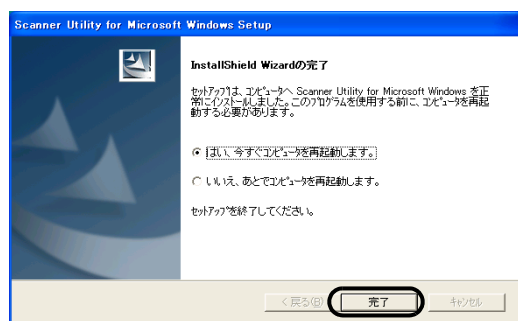 Scanner Utility for Microsoft Windows Setup
InstallShield Wizardの完了
ｾｯﾄｱｯﾌﾟは、ｺﾝﾋﾟｭｰﾀへ Scanner Utility for Microsoft Windows を正
常にｲﾝｽﾄｰﾙしました。このﾌﾟﾛｸﾞﾗﾑを使用する前に、ｺﾝﾋﾟｭｰﾀを再起
動する必要があります。
はい、今すぐｺﾝﾋﾟｭｰﾀを再起動します。
いいえ、あとでｺﾝﾋﾟｭｰﾀを再起動します。
ｾｯﾄｱｯﾌﾟを終了してください。
< 戻る(B)
完了
ｷｬﾝｾﾙ